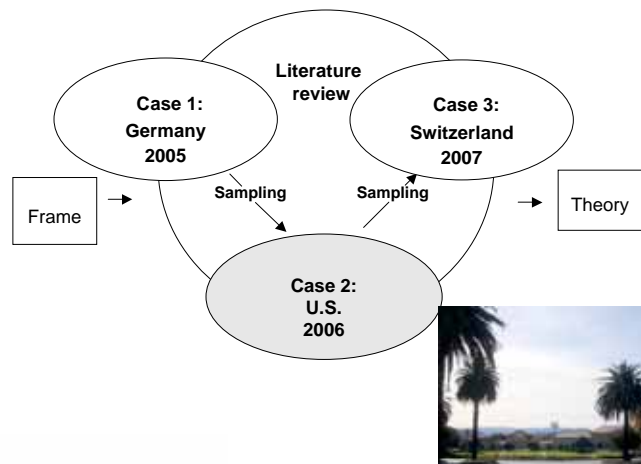 Literature
review
Case 1:
Germany
2005
Case 3:
Switzerland
2007
Frame
Sampling
Sampling
Theory
Case 2:
U.S.
2006